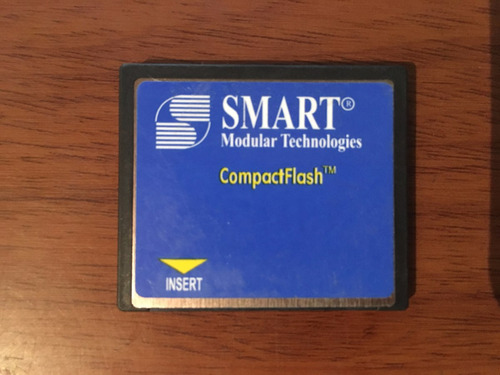 SMART®
Modular Technologies
CompactFlash™
INSERT